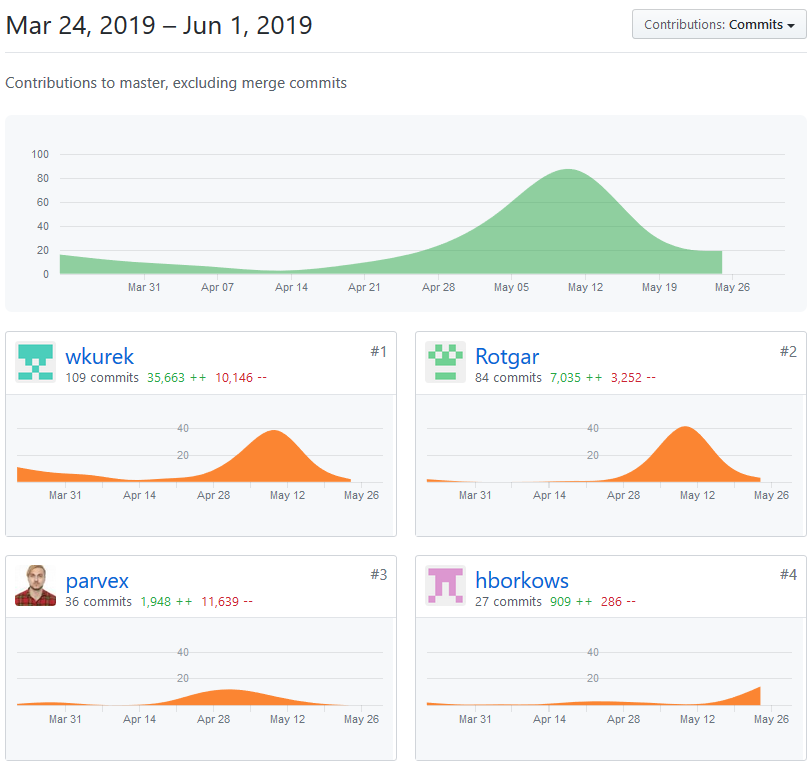 Mar 24, 2019 – Jun 1, 2019
Contributions: Commits
Contributions to master, excluding merge commits
100
80
60
40
20
0
Mar 31 Apr 07 Apr 14 Apr 21 Apr 28 May 05 May 12 May 19 May 26
wkurek #1
109 commits 35,663 ++ 10,146 --
40
20
Mar 31 Apr 14 Apr 28 May 12 May 26
Rotgar #2
84 commits 7,035 ++ 3,252 --
40
20
Mar 31 Apr 14 Apr 28 May 12 May 26
parvex #3
36 commits 1,948 ++ 11,639 --
40
20
Mar 31 Apr 14 Apr 28 May 12 May 26
hborkows #4
27 commits 909 ++ 286 --
40
20
Mar 31 Apr 14 Apr 28 May 12 May 26